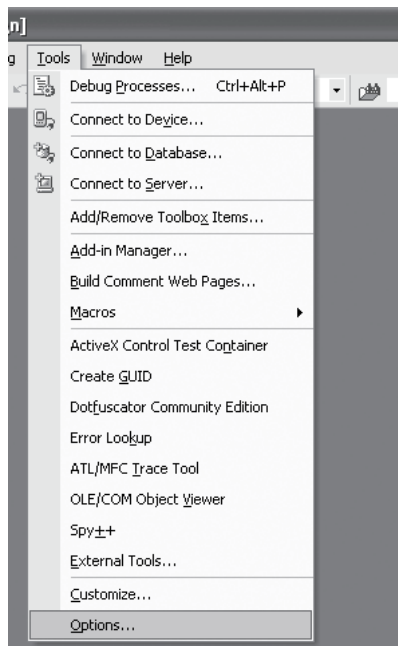 ,n]
g Tools Window Help
Debug Processes... Ctrl+Alt+P
Connect to Device...
Connect to Database...
Connect to Server...
Add/Remove Toolbox Items...
Add-in Manager...
Build Comment Web Pages...
Macros
ActiveX Control Test Container
Create GUID
Dotfuscator Community Edition
Error Lookup
ATL/MFC Trace Tool
OLE/COM Object Viewer
Spy++
External Tools...
Customize...
Options...